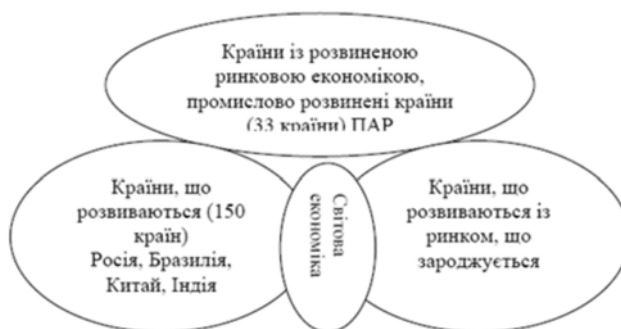 Країни із розвиненою
ринковою економікою,
промислово розвинені країни
(33 країни) ПАР
Країни, що
розвиваються (150
країн)
Росія, Бразилія,
Китай, Індія
Світова
економіка
Країни, що
розвиваються із
ринком, що
зароджується